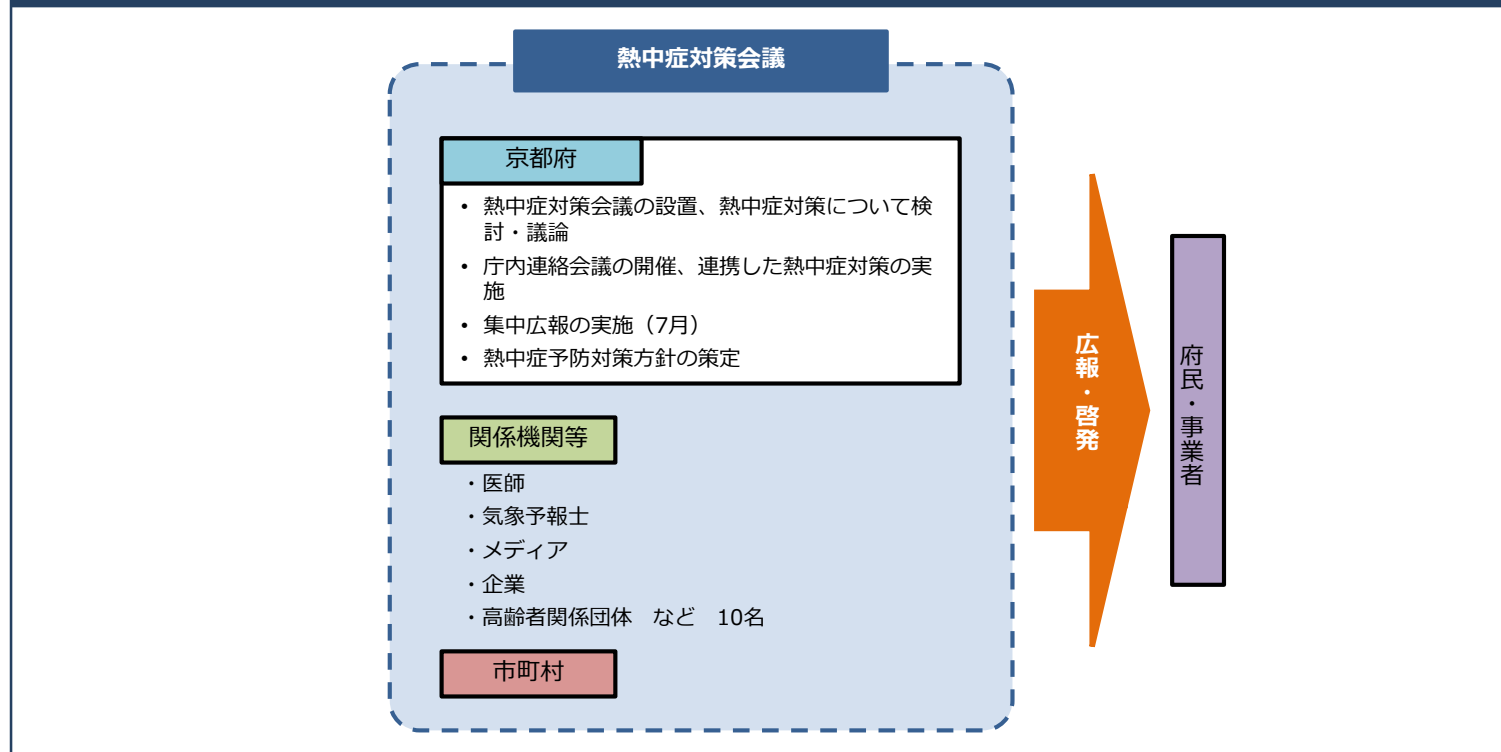 熱中症対策会議
京都府
• 熱中症対策会議の設置、熱中症対策について検
討・議論
• 庁内連絡会議の開催、連携した熱中症対策の実
施
• 集中広報の実施（7月）
• 熱中症予防対策方針の策定
関係機関等
・医師
・気象予報士
・メディア
・企業
・高齢者関係団体　など　10名
市町村
広報・啓発
府民・事業者